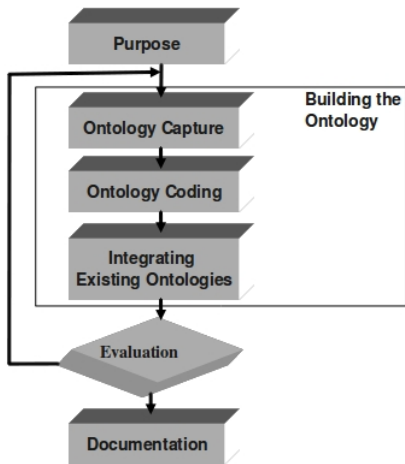 Purpose
Building the
Ontology
Ontology Capture
Ontology Coding
Integrating
Existing Ontologies
Evaluation
Documentation